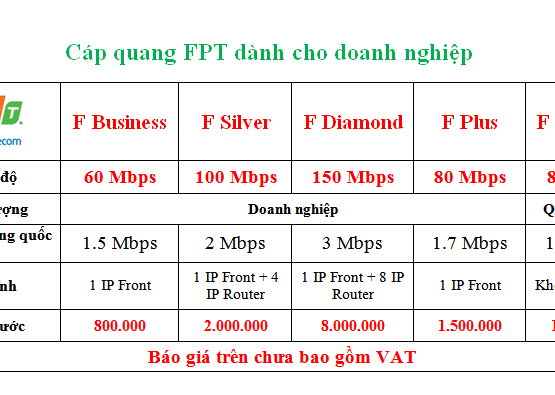 Cáp quang FPT dành cho doanh nghiệp
T. ecom F Business F Silver F Diamond F Plus F
độ 60 Mbps 100 Mbps 150 Mbps 80 Mbps 8
ượng Doanh nghiệp Q
ng quốc 1.5 Mbps 2 Mbps 3 Mbps 1.7 Mbps 1
nh 1 IP Front 1 IP Front + 4 IP Router 1 IP Front + 8 IP Router 1 IP Front Kh
ước 800.000 2.000.000 8.000.000 1.500.000 1
Báo giá trên chưa bao gồm VAT